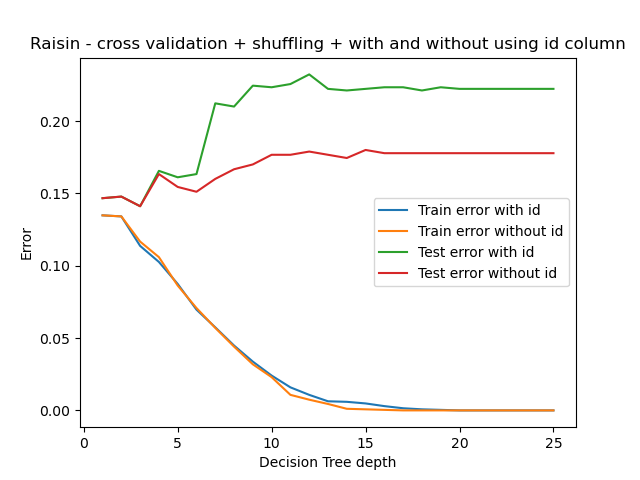 Raisin - cross validation + shuffling + with and without using id column
Error
0.20
0.15
0.10
0.05
0.00
Train error with id
Train error without id
Test error with id
Test error without id
0 5 10 15 20 25
Decision Tree depth